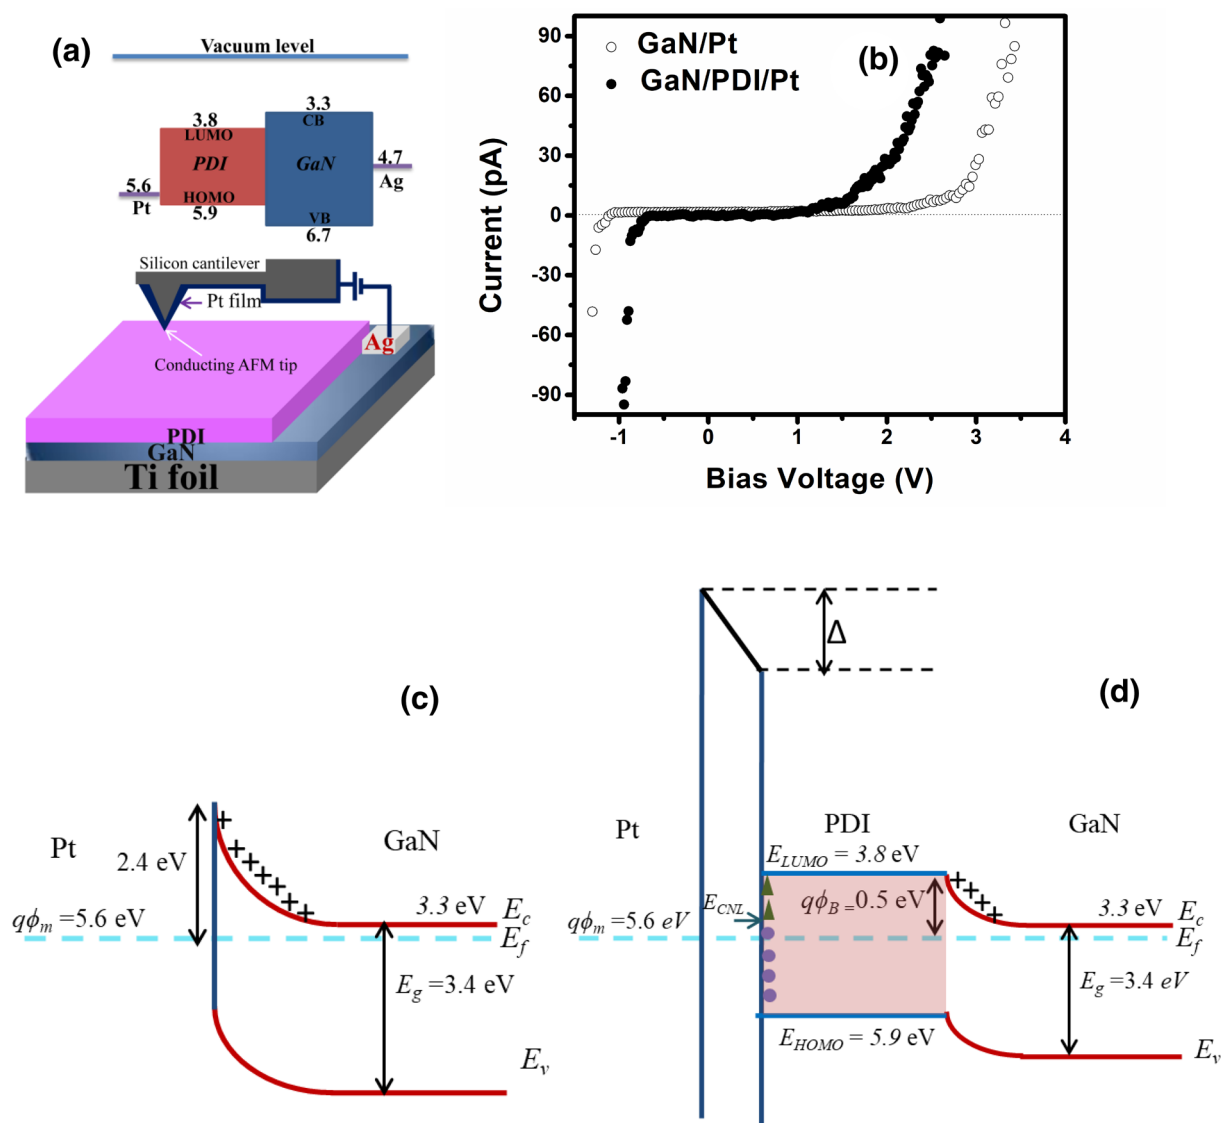 (a)
Vacuum level
3.8
LUMO
PDI
HOMO
5.9
3.3
CB
GaN
VB
6.7
5.6
Pt
4.7
Ag
Silicon cantilever
Pt film
Conducting AFM tip
Ag
PDI
GaN
Ti foil
(b)
GaN/Pt
GaN/PDI/Pt
Current (pA)
90
60
30
0
-30
-60
-90
-1 0 1 2 3 4
Bias Voltage (V)
(c)
Pt
GaN
2.4 eV
qϕm =5.6 eV
3.3 eV
Ec
Ef
Eg =3.4 eV
Ev
(d)
Δ
Pt
PDI
GaN
ELUMO = 3.8 eV
ECNL
qϕB =0.5 eV
qϕm =5.6 eV
3.3 eV
Ec
Ef
Eg =3.4 eV
EHOMO = 5.9 eV
Ev